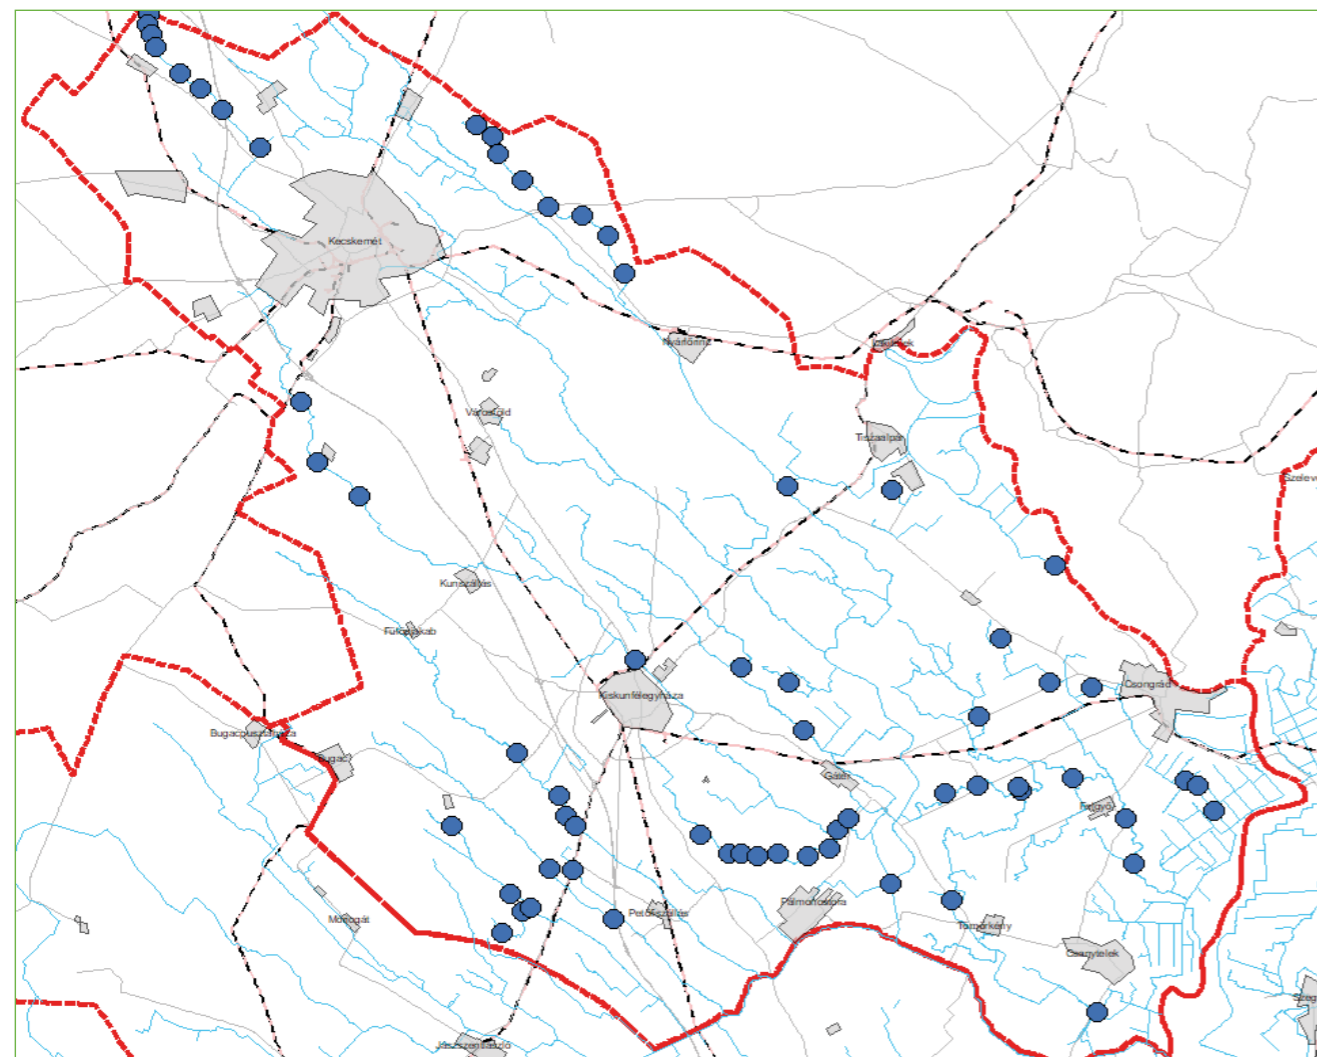 Kecskemét
Nyárlőrinc
Városföld
Tiszaalpár
Kunszállás
Fülöpjakab
Csongrád
Kiskunfélegyháza
Bugacpusztaháza
Bugac
Gátér
Felgyő
Pálmonostora
Petőfiszállás
Móricgát
Tömörkény
Csanytelek
Jászszentlászló